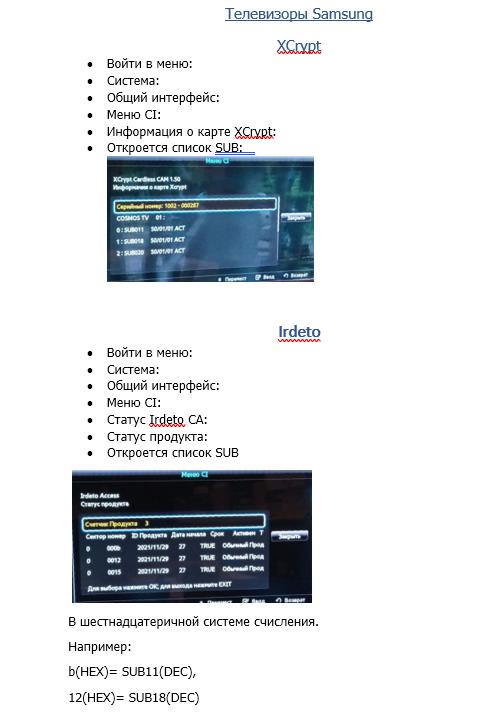 Телевизоры Samsung
XCrypt
• Войти в меню:
• Система:
• Общий интерфейс:
• Меню CI:
• Информация о карте XCrypt:
• Откроется список SUB:
Меню CI
XCrypt Cardless CAM 1.50
Информация о карте Xcrypt
Серийный номер: 1002 - 000287
COSMOS TV 01 :
Закрыть
0 : SUB011 50/01/01 ACT
1 : SUB018 50/01/01 ACT
2 : SUB020 50/01/01 ACT
Перемест. Ввод Возврат
Irdeto
• Войти в меню:
• Система:
• Общий интерфейс:
• Меню CI:
• Статус Irdeto CA:
• Статус продукта:
• Откроется список SUB
Меню CI
Irdeto Access
Статус продукта
Счетчик Продукта 3
Сектор номер ID Продукта Дата начала Срок Активен Т
Закрыть
0 000b 2021/11/29 27 TRUE Обычный Прод
0 0012 2021/11/29 27 TRUE Обычный Прод
0 0015 2021/11/29 27 TRUE Обычный Прод
Для выбора нажмите OK; для выхода нажмите EXIT
Перемест. Ввод Возврат
В шестнадцатеричной системе счисления.
Например:
b(HEX)= SUB11(DEC),
12(HEX)= SUB18(DEC)